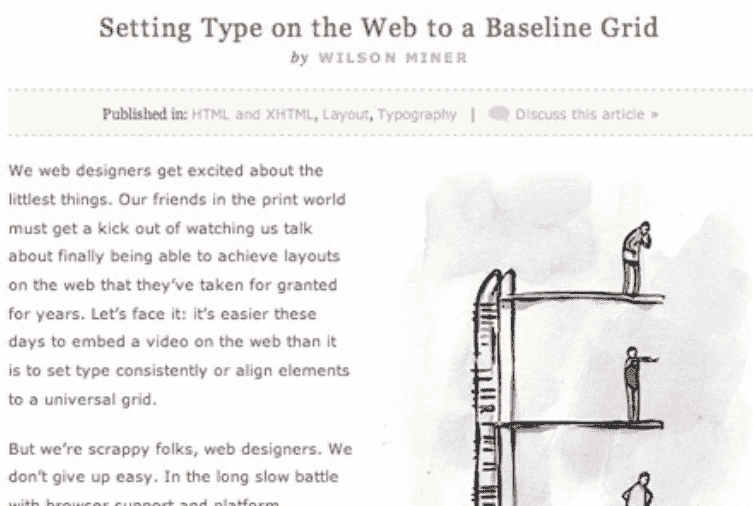 Setting Type on the Web to a Baseline Grid
by WILSON MINER
Published in: HTML and XHTML, Layout, Typography | Discuss this article »
We web designers get excited about the
littlest things. Our friends in the print world
must get a kick out of watching us talk
about finally being able to achieve layouts
on the web that they’ve taken for granted
for years. Let’s face it: it’s easier these
days to embed a video on the web than it
is to set type consistently or align elements
to a universal grid.
But we’re scrappy folks, web designers. We
don’t give up easy. In the long slow battle
with browser support and platform